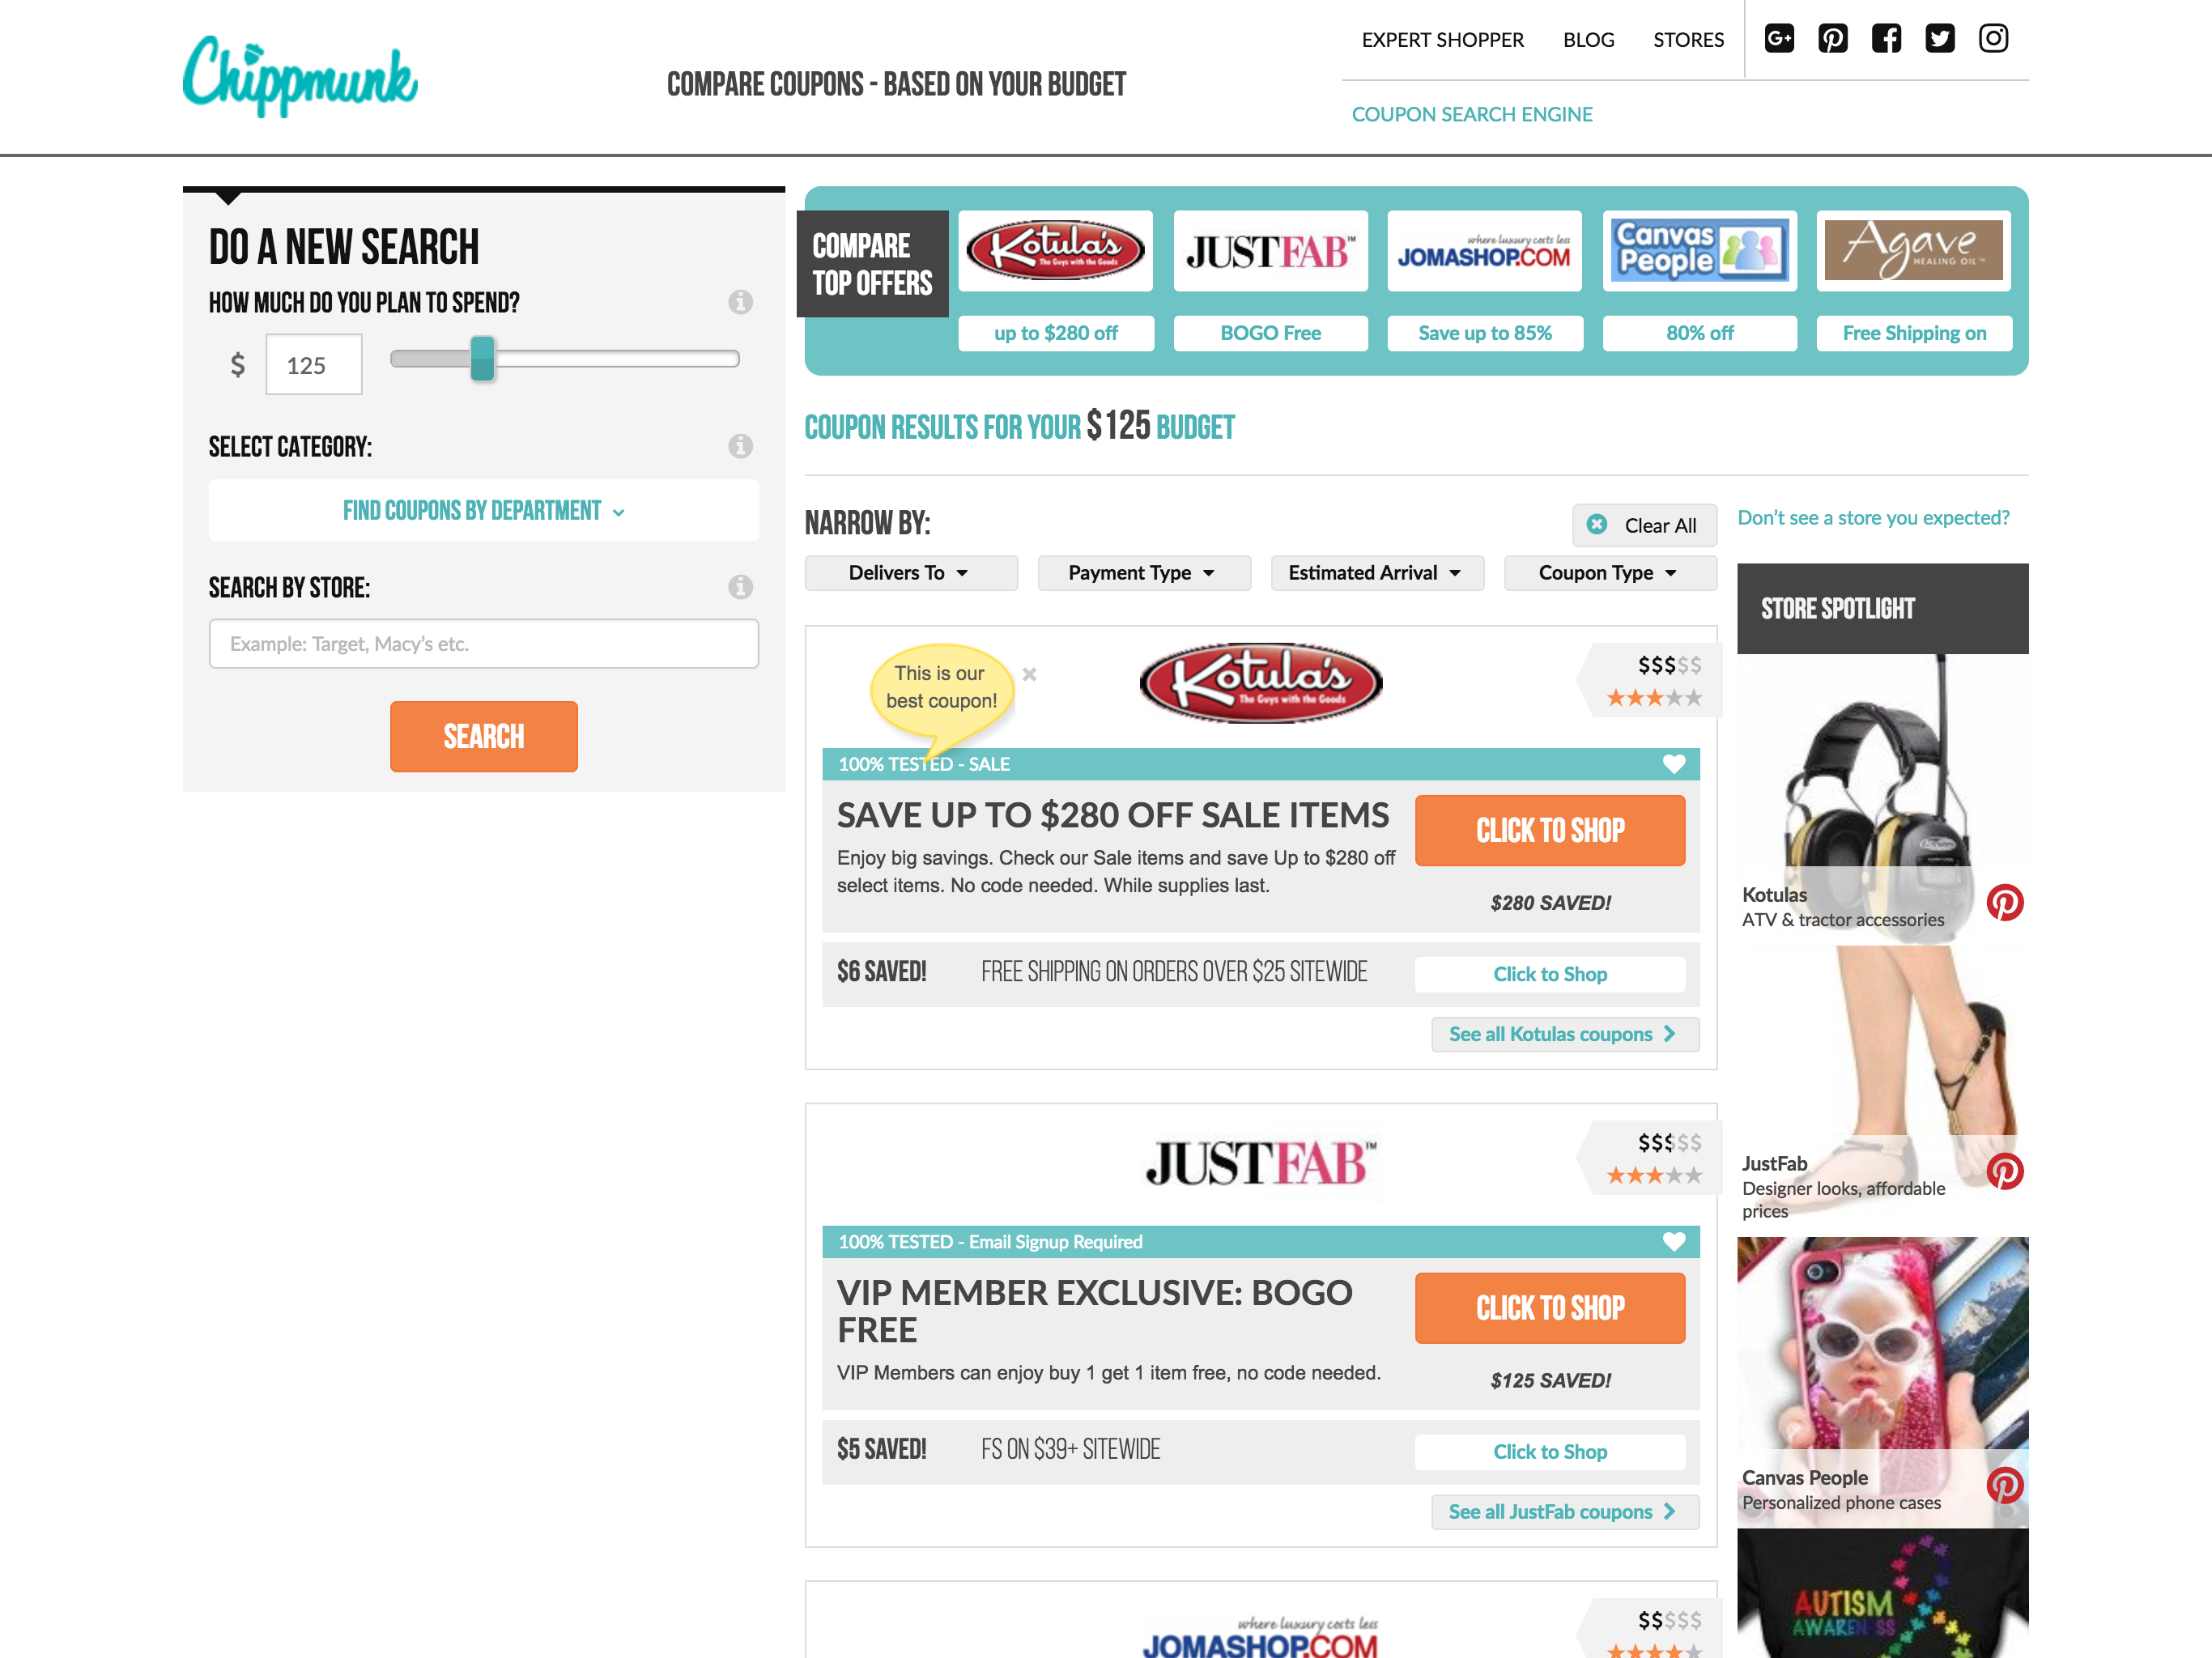 Chippmunk
COMPARE COUPONS - BASED ON YOUR BUDGET
EXPERT SHOPPER
BLOG
STORES
COUPON SEARCH ENGINE
DO A NEW SEARCH
HOW MUCH DO YOU PLAN TO SPEND?
$ 125
SELECT CATEGORY:
FIND COUPONS BY DEPARTMENT
SEARCH BY STORE:
Example: Target, Macy's etc.
SEARCH
COMPARE
TOP OFFERS
Kotula's
The Guys with the Goods
up to $280 off
JUSTFAB™
BOGO Free
where luxury costs less
JOMASHOP.COM
Save up to 85%
Canvas
People
80% off
Agave
HEALING OIL™
Free Shipping on
COUPON RESULTS FOR YOUR $125 BUDGET
NARROW BY:
Clear All
Delivers To
Payment Type
Estimated Arrival
Coupon Type
This is our
best coupon!
Kotula's
The Guys with the Goods
$$$$$
100% TESTED - SALE
SAVE UP TO $280 OFF SALE ITEMS
Enjoy big savings. Check our Sale items and save Up to $280 off
select items. No code needed. While supplies last.
CLICK TO SHOP
$280 SAVED!
$6 SAVED!
FREE SHIPPING ON ORDERS OVER $25 SITEWIDE
Click to Shop
See all Kotulas coupons
JUSTFAB™
$$$$$
100% TESTED - Email Signup Required
VIP MEMBER EXCLUSIVE: BOGO
FREE
VIP Members can enjoy buy 1 get 1 item free, no code needed.
CLICK TO SHOP
$125 SAVED!
$5 SAVED!
FS ON $39+ SITEWIDE
Click to Shop
See all JustFab coupons
where luxury costs less
JOMASHOP.COM
$$$$$
Don't see a store you expected?
STORE SPOTLIGHT
Kotulas
ATV & tractor accessories
JustFab
Designer looks, affordable
prices
Canvas People
Personalized phone cases
AUTISM
AWARENESS